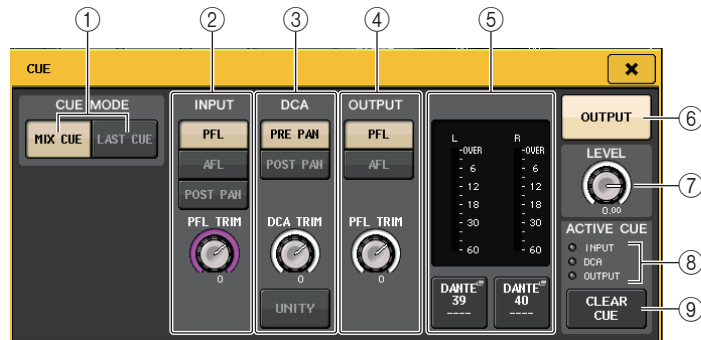 ① ② ③ ④ ⑤
CUE
CUE MODE
MIX CUE LAST CUE
INPUT
PFL
AFL
POST PAN
PFL TRIM
0
DCA
PRE PAN
POST PAN
DCA TRIM
0
UNITY
OUTPUT
PFL
AFL
PFL TRIM
0
L R
OVER OVER
6 6
12 12
18 18
30 30
60 60
DANTE 39 ----
DANTE 40 ----
OUTPUT ⑥
LEVEL
⑦
0.00
ACTIVE CUE
INPUT
DCA ⑧
OUTPUT
CLEAR CUE ⑨